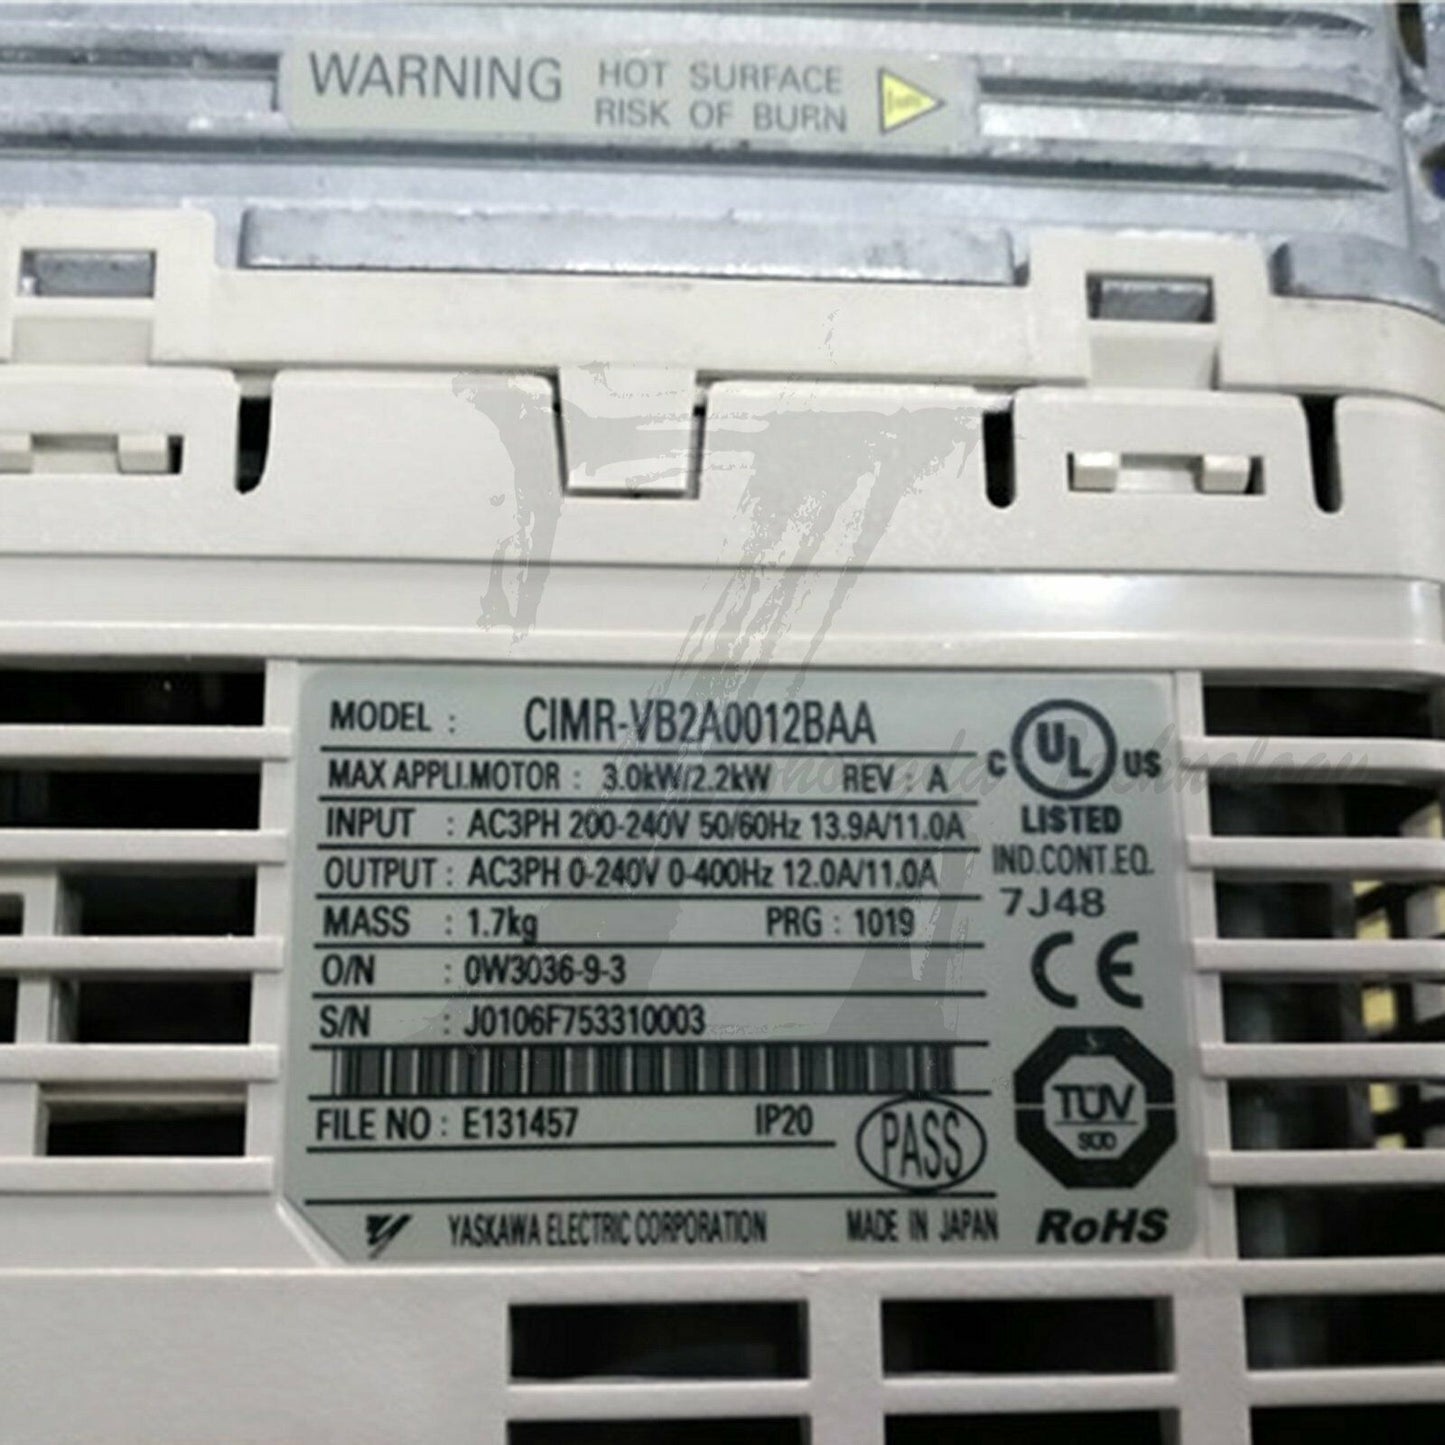 WARNING HOT SURFACE
RISK OF BURN
MODEL : CIMR-VB2A0012BAA
MAX APPLI.MOTOR : 3.0kW/2.2kW REV : A
INPUT : AC3PH 200-240V 50/60Hz 13.9A/11.0A
OUTPUT : AC3PH 0-240V 0-400Hz 12.0A/11.0A
MASS : 1.7kg PRG : 1019
O/N : 0W3036-9-3
S/N : J0106F753310003
FILE NO : E131457 IP20
PASS
YASKAWA ELECTRIC CORPORATION MADE IN JAPAN
C UL US
LISTED
IND.CONT.EQ.
7J48
CE
TÜV
SÜD
RoHS